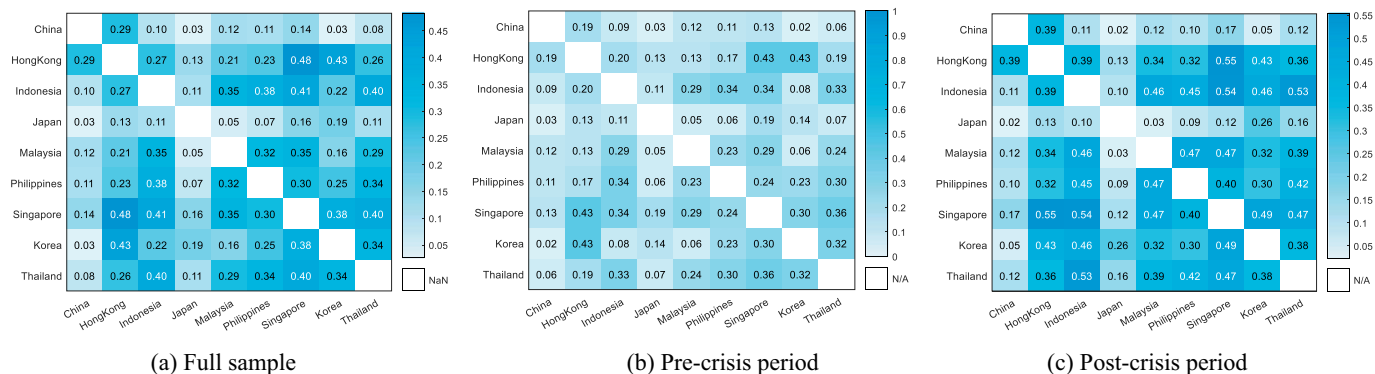 China 0.29 0.10 0.03 0.12 0.11 0.14 0.03 0.08
HongKong 0.29 0.27 0.13 0.21 0.23 0.48 0.43 0.26
Indonesia 0.10 0.27 0.11 0.35 0.38 0.41 0.22 0.40
Japan 0.03 0.13 0.11 0.05 0.07 0.16 0.19 0.11
Malaysia 0.12 0.21 0.35 0.05 0.32 0.35 0.16 0.29
Philippines 0.11 0.23 0.38 0.07 0.32 0.30 0.25 0.34
Singapore 0.14 0.48 0.41 0.16 0.35 0.30 0.38 0.40
Korea 0.03 0.43 0.22 0.19 0.16 0.25 0.38 0.34
Thailand 0.08 0.26 0.40 0.11 0.29 0.34 0.40 0.34
China HongKong Indonesia Japan Malaysia Philippines Singapore Korea Thailand
0.45
0.4
0.35
0.3
0.25
0.2
0.15
0.1
0.05
NaN
(a) Full sample
China 0.19 0.09 0.03 0.12 0.11 0.13 0.02 0.06
HongKong 0.19 0.20 0.13 0.13 0.17 0.43 0.43 0.19
Indonesia 0.09 0.20 0.11 0.29 0.34 0.34 0.08 0.33
Japan 0.03 0.13 0.11 0.05 0.06 0.19 0.14 0.07
Malaysia 0.12 0.13 0.29 0.05 0.23 0.29 0.06 0.24
Philippines 0.11 0.17 0.34 0.06 0.23 0.24 0.23 0.30
Singapore 0.13 0.43 0.34 0.19 0.29 0.24 0.30 0.36
Korea 0.02 0.43 0.08 0.14 0.06 0.23 0.30 0.32
Thailand 0.06 0.19 0.33 0.07 0.24 0.30 0.36 0.32
China HongKong Indonesia Japan Malaysia Philippines Singapore Korea Thailand
1
0.9
0.8
0.7
0.6
0.5
0.4
0.3
0.2
0.1
0
N/A
(b) Pre-crisis period
China 0.39 0.11 0.02 0.12 0.10 0.17 0.05 0.12
HongKong 0.39 0.39 0.13 0.34 0.32 0.55 0.43 0.36
Indonesia 0.11 0.39 0.10 0.46 0.45 0.54 0.46 0.53
Japan 0.02 0.13 0.10 0.03 0.09 0.12 0.26 0.16
Malaysia 0.12 0.34 0.46 0.03 0.47 0.47 0.32 0.39
Philippines 0.10 0.32 0.45 0.09 0.47 0.40 0.30 0.42
Singapore 0.17 0.55 0.54 0.12 0.47 0.40 0.49 0.47
Korea 0.05 0.43 0.46 0.26 0.32 0.30 0.49 0.38
Thailand 0.12 0.36 0.53 0.16 0.39 0.42 0.47 0.38
China HongKong Indonesia Japan Malaysia Philippines Singapore Korea Thailand
0.55
0.5
0.45
0.4
0.35
0.3
0.25
0.2
0.15
0.1
0.05
N/A
(c) Post-crisis period